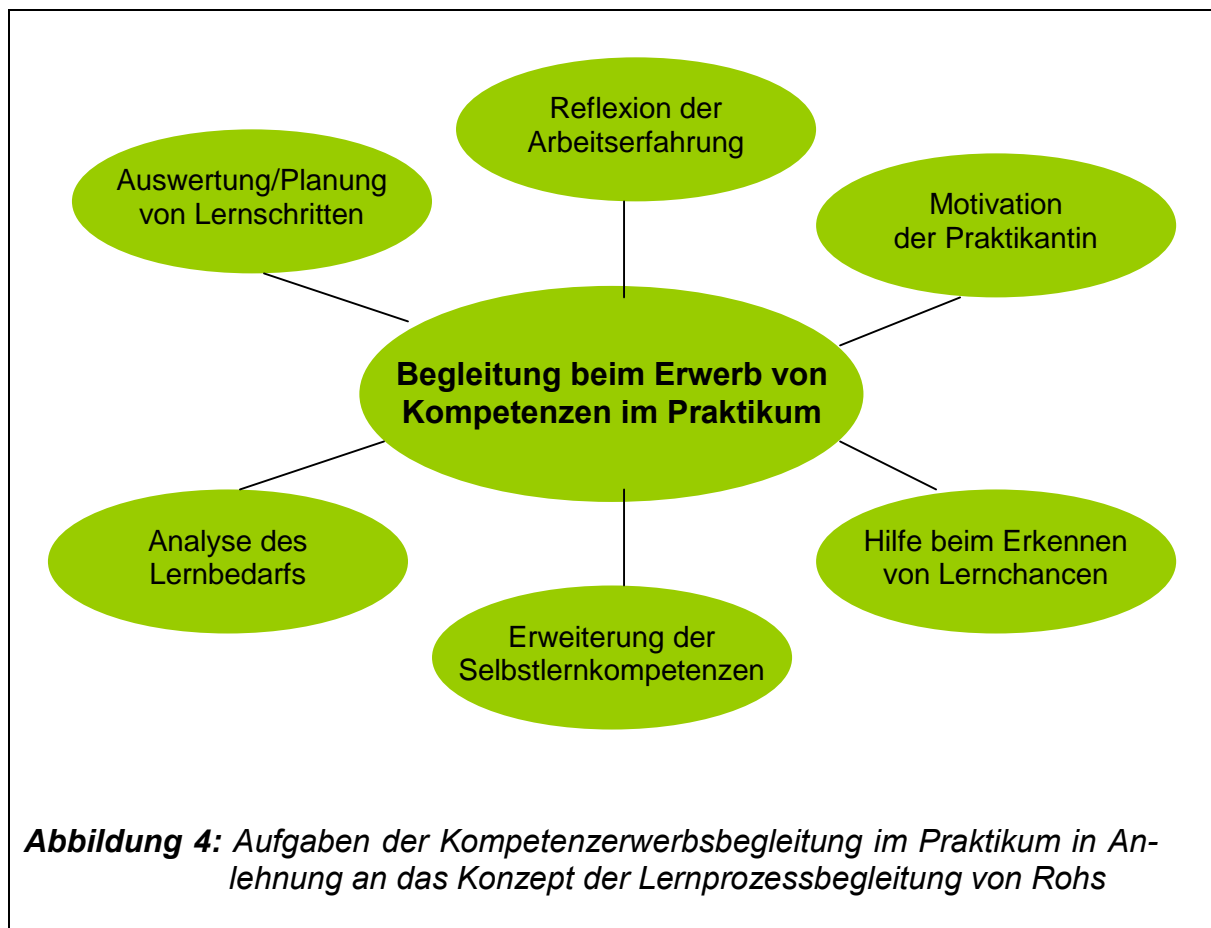 Reflexion der
Arbeitserfahrung
Auswertung/Planung
von Lernschritten
Motivation
der Praktikantin
Begleitung beim Erwerb von
Kompetenzen im Praktikum
Analyse des
Lernbedarfs
Hilfe beim Erkennen
von Lernchancen
Erweiterung der
Selbstlernkompetenzen
Abbildung 4: Aufgaben der Kompetenzerwerbsbegleitung im Praktikum in An-
lehnung an das Konzept der Lernprozessbegleitung von Rohs